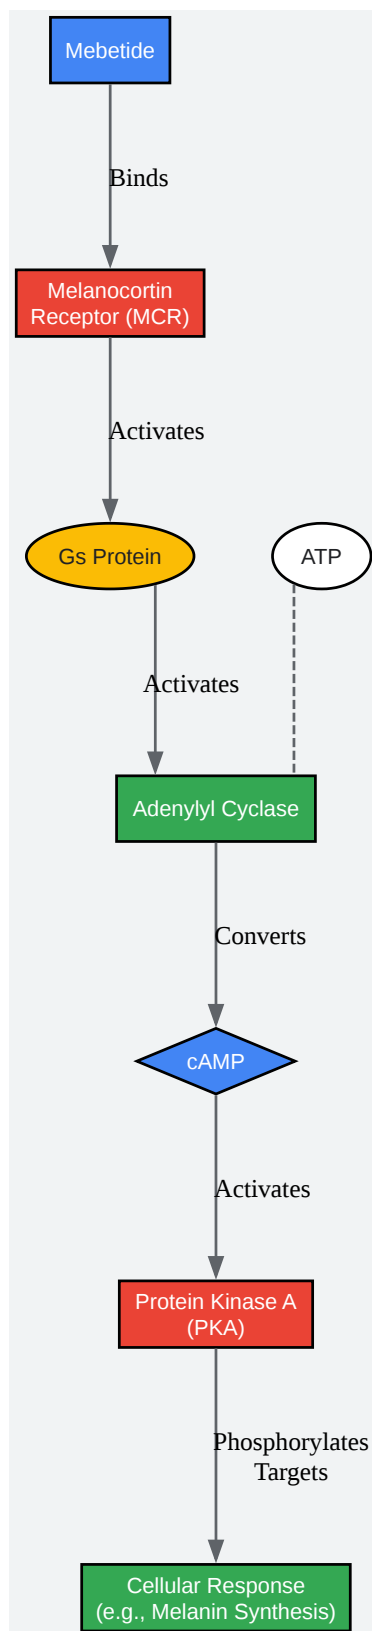 Mebetide
Binds
Melanocortin
Receptor (MCR)
Activates
Gs Protein
ATP
Activates
Adenylyl Cyclase
Converts
cAMP
Activates
Protein Kinase A
(PKA)
Phosphorylates
Targets
Cellular Response
(e.g., Melanin Synthesis)